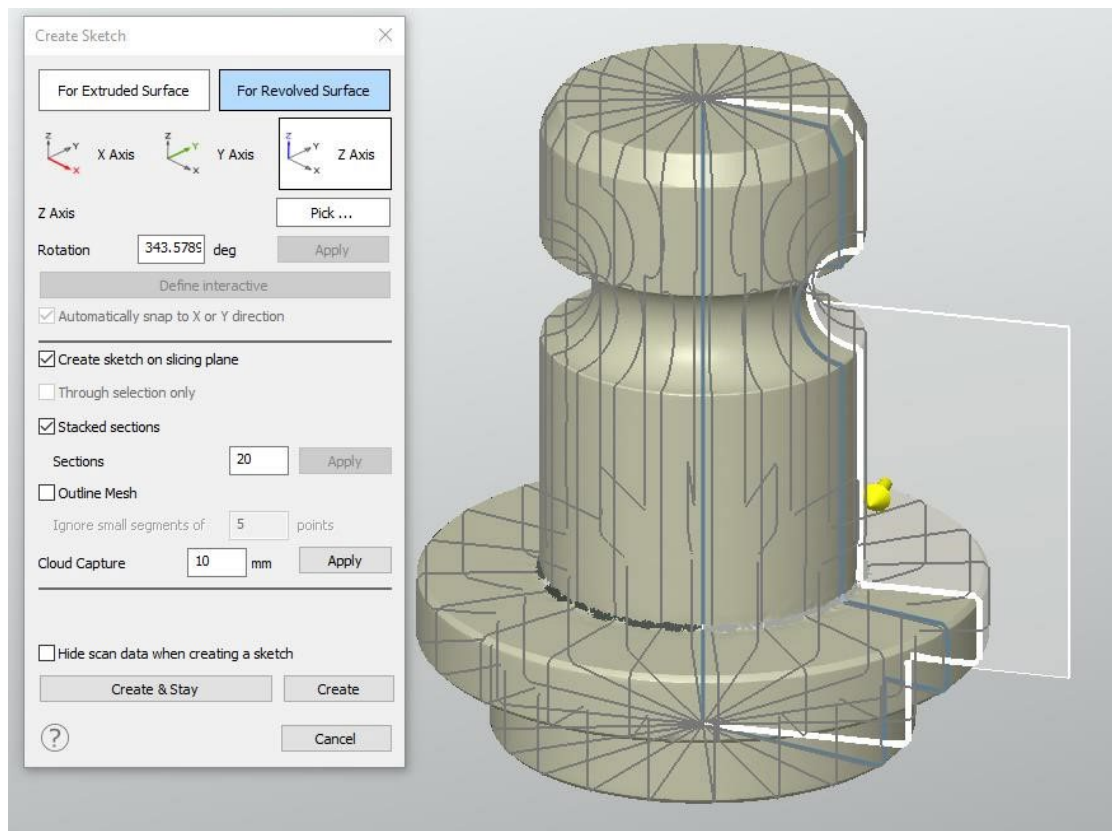 Create Sketch
For Extruded Surface For Revolved Surface
Z Y X X Axis Z Y X Y Axis Z Y X Z Axis
Z Axis Pick ...
Rotation 343.5789 deg Apply
Define interactive
Automatically snap to X or Y direction
Create sketch on slicing plane
Through selection only
Stacked sections
Sections 20 Apply
Outline Mesh
Ignore small segments of 5 points
Cloud Capture 10 mm Apply
Hide scan data when creating a sketch
Create & Stay Create
? Cancel